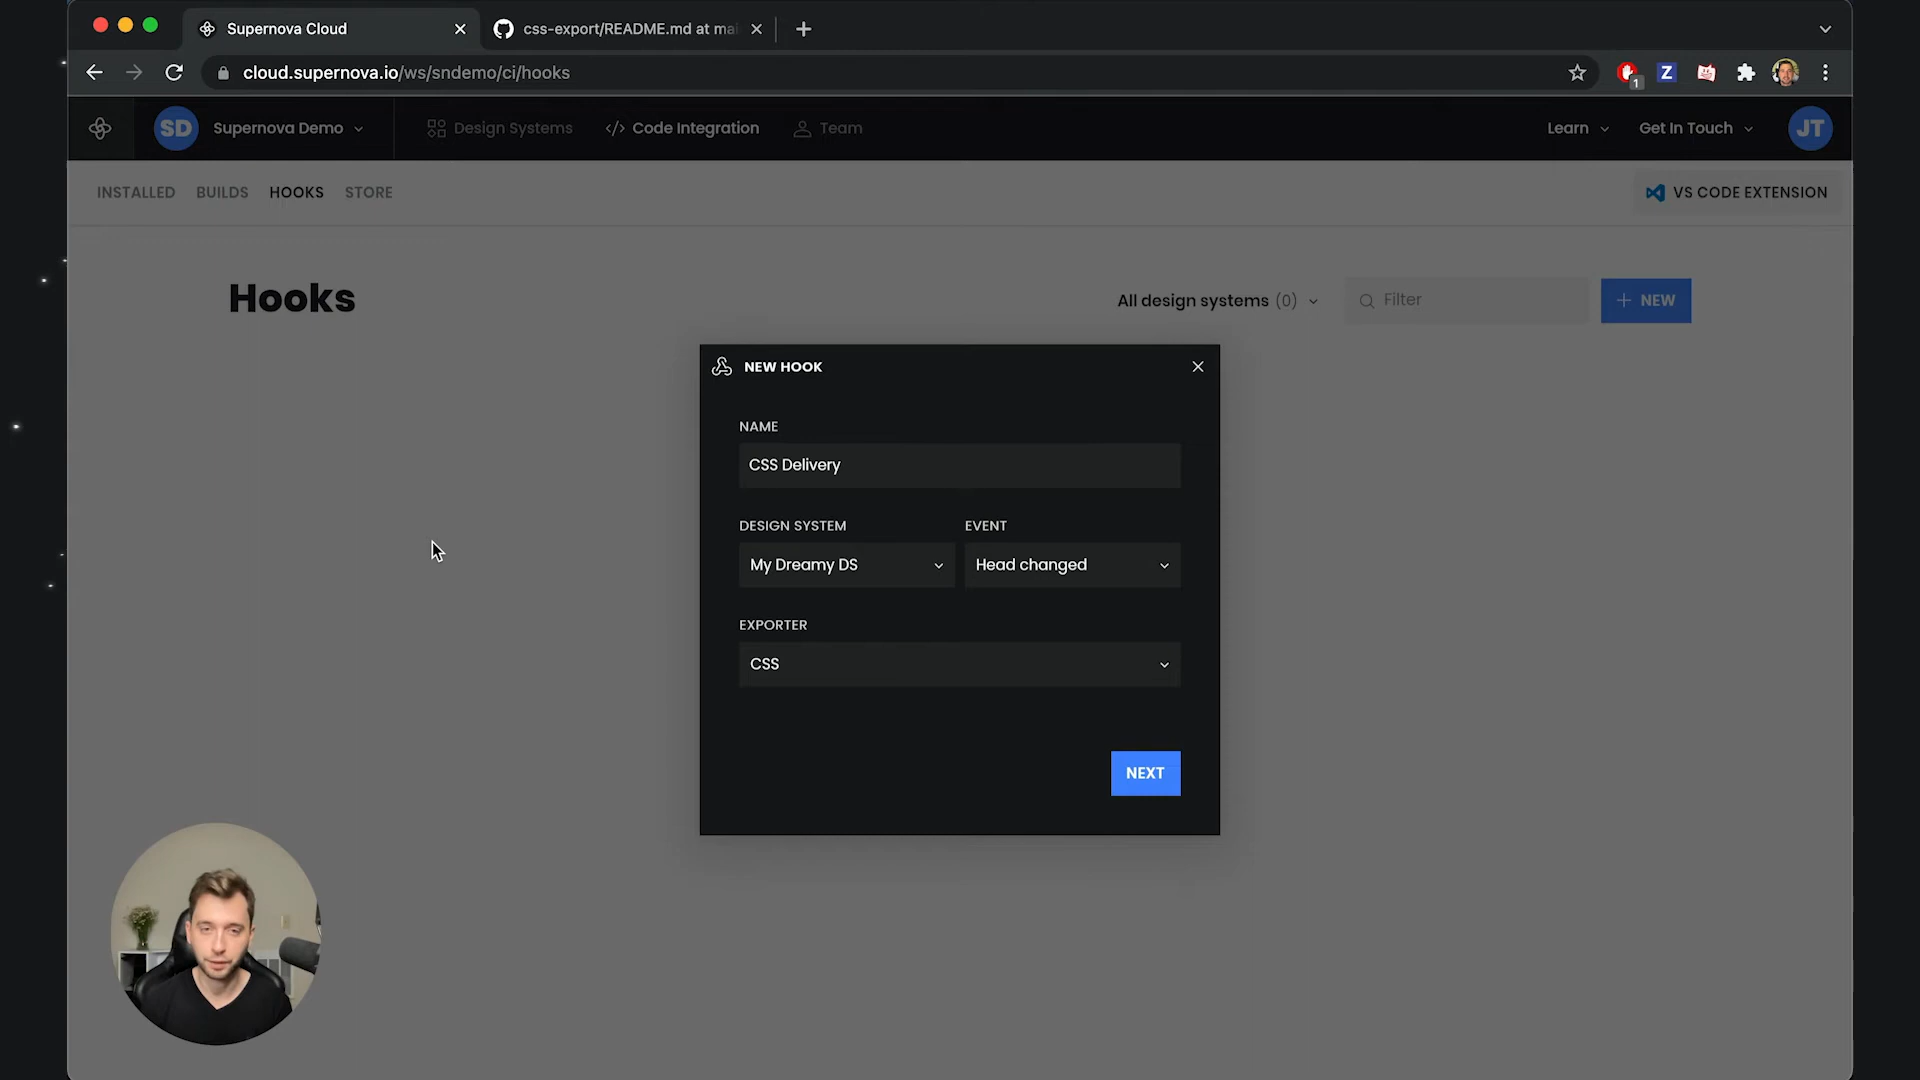 Supernova Cloud
css-export/README.md at mai
cloud.supernova.io/ws/sndemo/ci/hooks
Z
1
SD
Supernova Demo
Design Systems
</> Code Integration
Team
Learn
Get In Touch
JT
INSTALLED
BUILDS
HOOKS
STORE
VS CODE EXTENSION
Hooks
All design systems (0)
Filter
+ NEW
NEW HOOK
NAME
CSS Delivery
DESIGN SYSTEM
EVENT
My Dreamy DS
Head changed
EXPORTER
CSS
NEXT